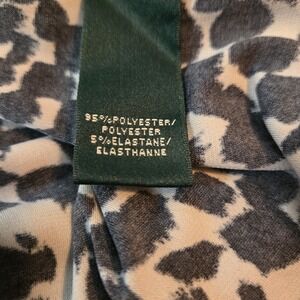 95%POLYESTER/
POLYESTER
5%ELASTANE/
ELASTHANNE